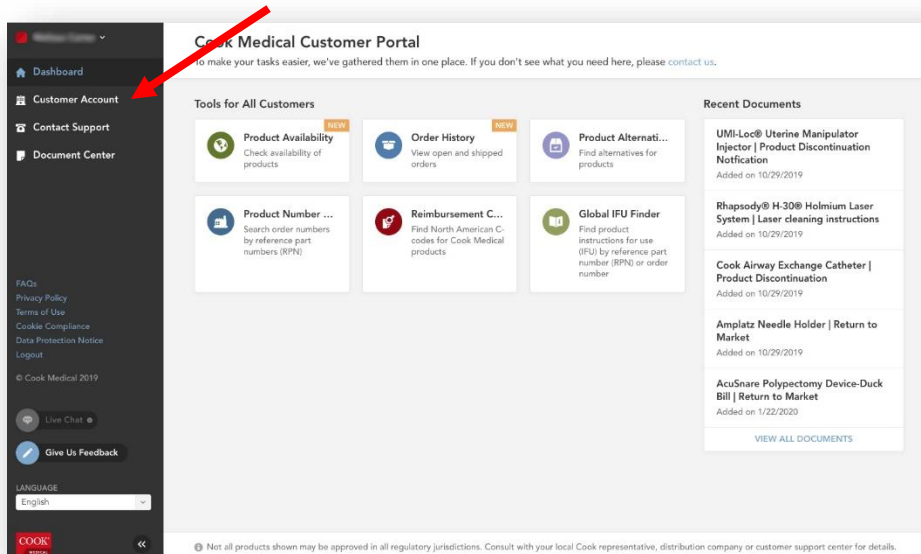 Dashboard
Customer Account
Contact Support
Document Center
FAQs
Privacy Policy
Terms of Use
Cookie Compliance
Data Protection Notice
Logout
© Cook Medical 2019
Live Chat
Give Us Feedback
LANGUAGE
English
COOK®
MEDICAL
Cook Medical Customer Portal
To make your tasks easier, we've gathered them in one place. If you don't see what you need here, please contact us.
Tools for All Customers
NEW
Product Availability
Check availability of
products
NEW
Order History
View open and shipped
orders
Product Alternati...
Find alternatives for
products
Product Number ...
Search order numbers
by reference part
numbers (RPN)
Reimbursement C...
Find North American C-
codes for Cook Medical
products
Global IFU Finder
Find product
instructions for use
(IFU) by reference part
number (RPN) or order
number
Recent Documents
UMI-Loc® Uterine Manipulator
Injector | Product Discontinuation
Notfication
Added on 10/29/2019
Rhapsody® H-30® Holmium Laser
System | Laser cleaning instructions
Added on 10/29/2019
Cook Airway Exchange Catheter |
Product Discontinuation
Added on 10/29/2019
Amplatz Needle Holder | Return to
Market
Added on 10/29/2019
AcuSnare Polypectomy Device-Duck
Bill | Return to Market
Added on 1/22/2020
VIEW ALL DOCUMENTS
Not all products shown may be approved in all regulatory jurisdictions. Consult with your local Cook representative, distribution company or customer support center for details.